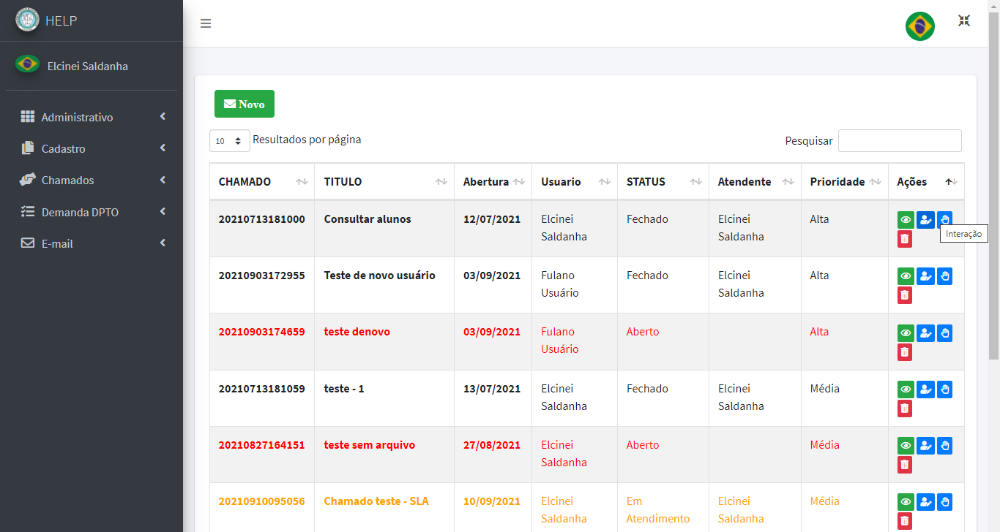 HELP
Elcinei Saldanha
Administrativo
Cadastro
Chamados
Demanda DPTO
E-mail
Novo
10 Resultados por página
Pesquisar
CHAMADO TITULO Abertura Usuario STATUS Atendente Prioridade Ações
20210713181000 Consultar alunos 12/07/2021 Elcinei Fechado Elcinei Alta
Saldanha Saldanha
Interação
20210903172955 Teste de novo usuário 03/09/2021 Fulano Fechado Elcinei Alta
Usuário Saldanha
20210903174659 teste denovo 03/09/2021 Fulano Aberto Alta
Usuário
20210713181059 teste - 1 13/07/2021 Elcinei Fechado Elcinei Média
Saldanha Saldanha
20210827164151 teste sem arquivo 27/08/2021 Elcinei Aberto Média
Saldanha
20210910095056 Chamado teste - SLA 10/09/2021 Elcinei Em Elcinei Média
Saldanha Atendimento Saldanha